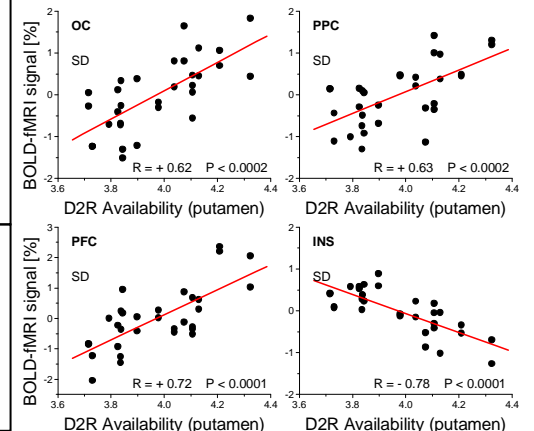 OC
SD
BOLD-fMRI signal [%]
2
1
0
-1
-2
R = + 0.62 P < 0.0002
3.6 3.8 4.0 4.2 4.4
D2R Availability (putamen)
PPC
SD
2
1
0
-1
-2
R = + 0.63 P < 0.0002
3.6 3.8 4.0 4.2 4.4
D2R Availability (putamen)
PFC
SD
BOLD-fMRI signal [%]
3
2
1
0
-1
-2
R = + 0.72 P < 0.0001
3.6 3.8 4.0 4.2 4.4
D2R Availability (putamen)
INS
SD
2
1
0
-1
-2
R = - 0.78 P < 0.0001
3.6 3.8 4.0 4.2 4.4
D2R Availability (putamen)